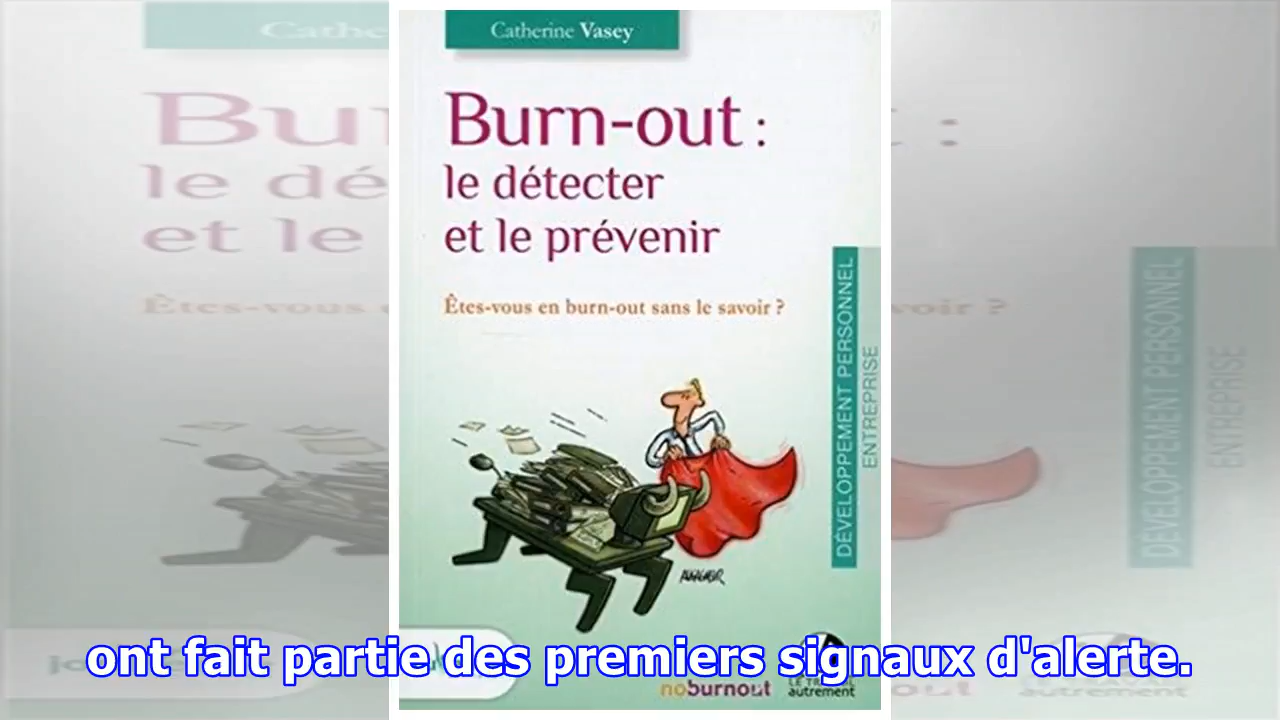 Catherine Vasey
Burn-out :
le détecter
et le prévenir
Êtes-vous en burn-out sans le savoir ?
DÉVELOPPEMENT PERSONNEL
ENTREPRISE
ont fait partie des premiers signaux d'alerte.
noburnout
autrement